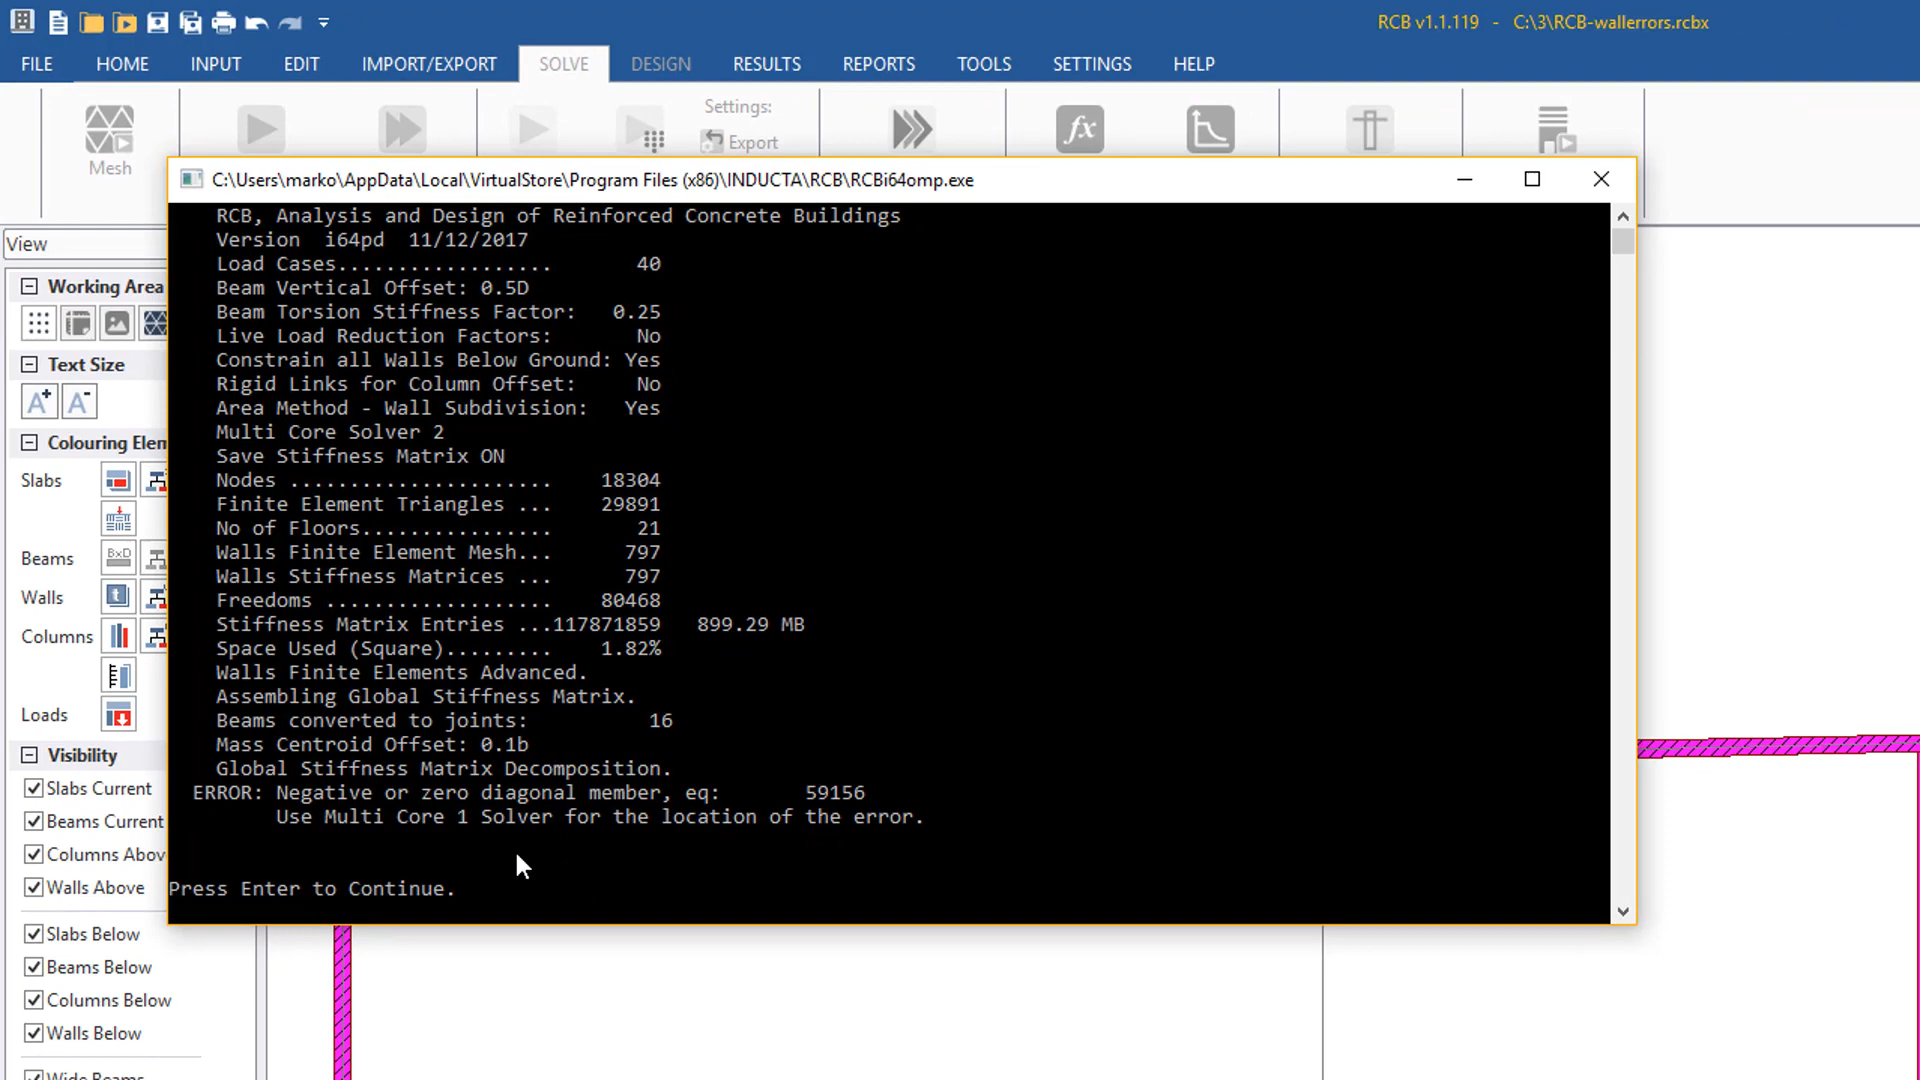 RCB v1.1.119 - C:\3\RCB-wallerrors.rcbx
FILE HOME INPUT EDIT IMPORT/EXPORT SOLVE DESIGN RESULTS REPORTS TOOLS SETTINGS HELP
Settings:
Export
fx
Mesh
C:\Users\marko\AppData\Local\VirtualStore\Program Files (x86)\INDUCTA\RCB\RCBi64omp.exe
RCB, Analysis and Design of Reinforced Concrete Buildings
Version i64pd 11/12/2017
Load Cases.................. 40
Beam Vertical Offset: 0.5D
Beam Torsion Stiffness Factor: 0.25
Live Load Reduction Factors: No
Constrain all Walls Below Ground: Yes
Rigid Links for Column Offset: No
Area Method - Wall Subdivision: Yes
Multi Core Solver 2
Save Stiffness Matrix ON
Nodes ...................... 18304
Finite Element Triangles ... 29891
No of Floors................ 21
Walls Finite Element Mesh... 797
Walls Stiffness Matrices ... 797
Freedoms ................... 80468
Stiffness Matrix Entries ...117871859 899.29 MB
Space Used (Square)......... 1.82%
Walls Finite Elements Advanced.
Assembling Global Stiffness Matrix.
Beams converted to joints: 16
Mass Centroid Offset: 0.1b
Global Stiffness Matrix Decomposition.
ERROR: Negative or zero diagonal member, eq: 59156
Use Multi Core 1 Solver for the location of the error.
Press Enter to Continue.
View
Working Area
Text Size
A+ A-
Colouring Elem
Slabs
Beams
BxD
Walls
t
Columns
Loads
Visibility
Slabs Current
Beams Current
Columns Abov
Walls Above
Slabs Below
Beams Below
Columns Below
Walls Below
Wide Beams